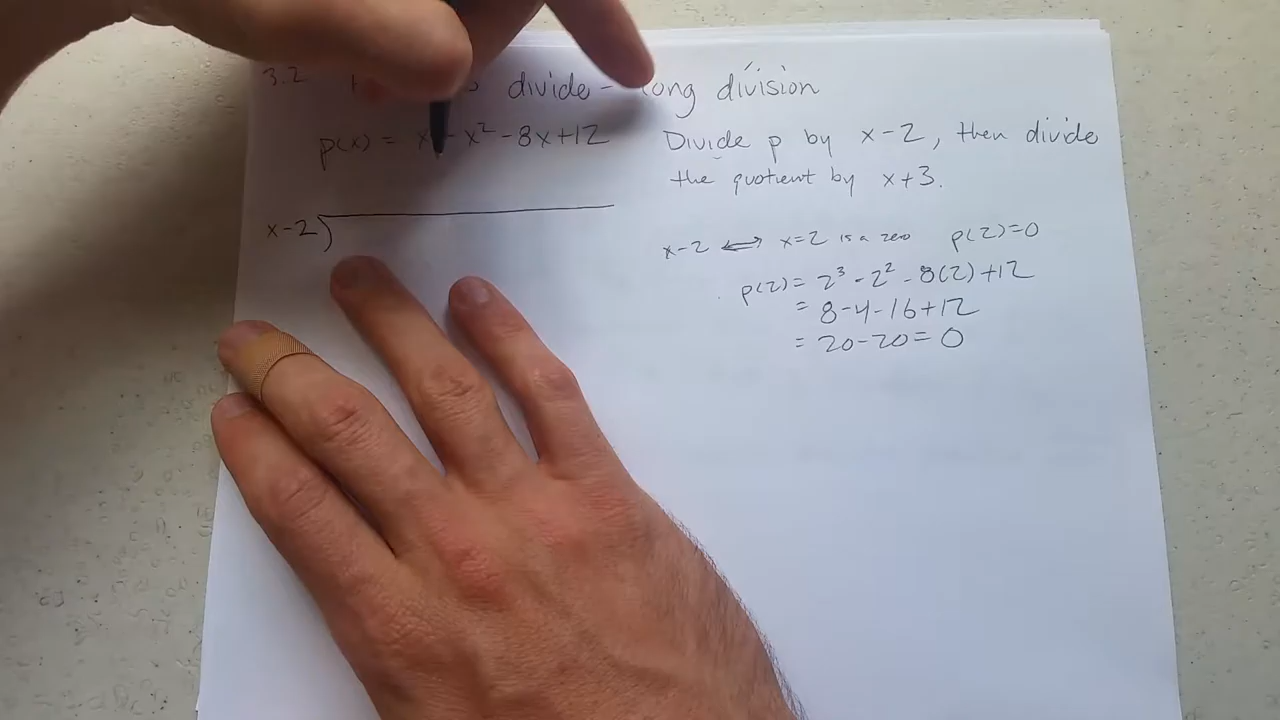 3.2 divide - long division
p(x) = x - x² - 8x + 12
Divide p by x-2, then divide
the quotient by x+3.
x-2)
x-2 ⟷ x=2 is a zero p(2)=0
p(2) = 2³ - 2² - 8(2) + 12
= 8-4-16+12
= 20-20 = 0